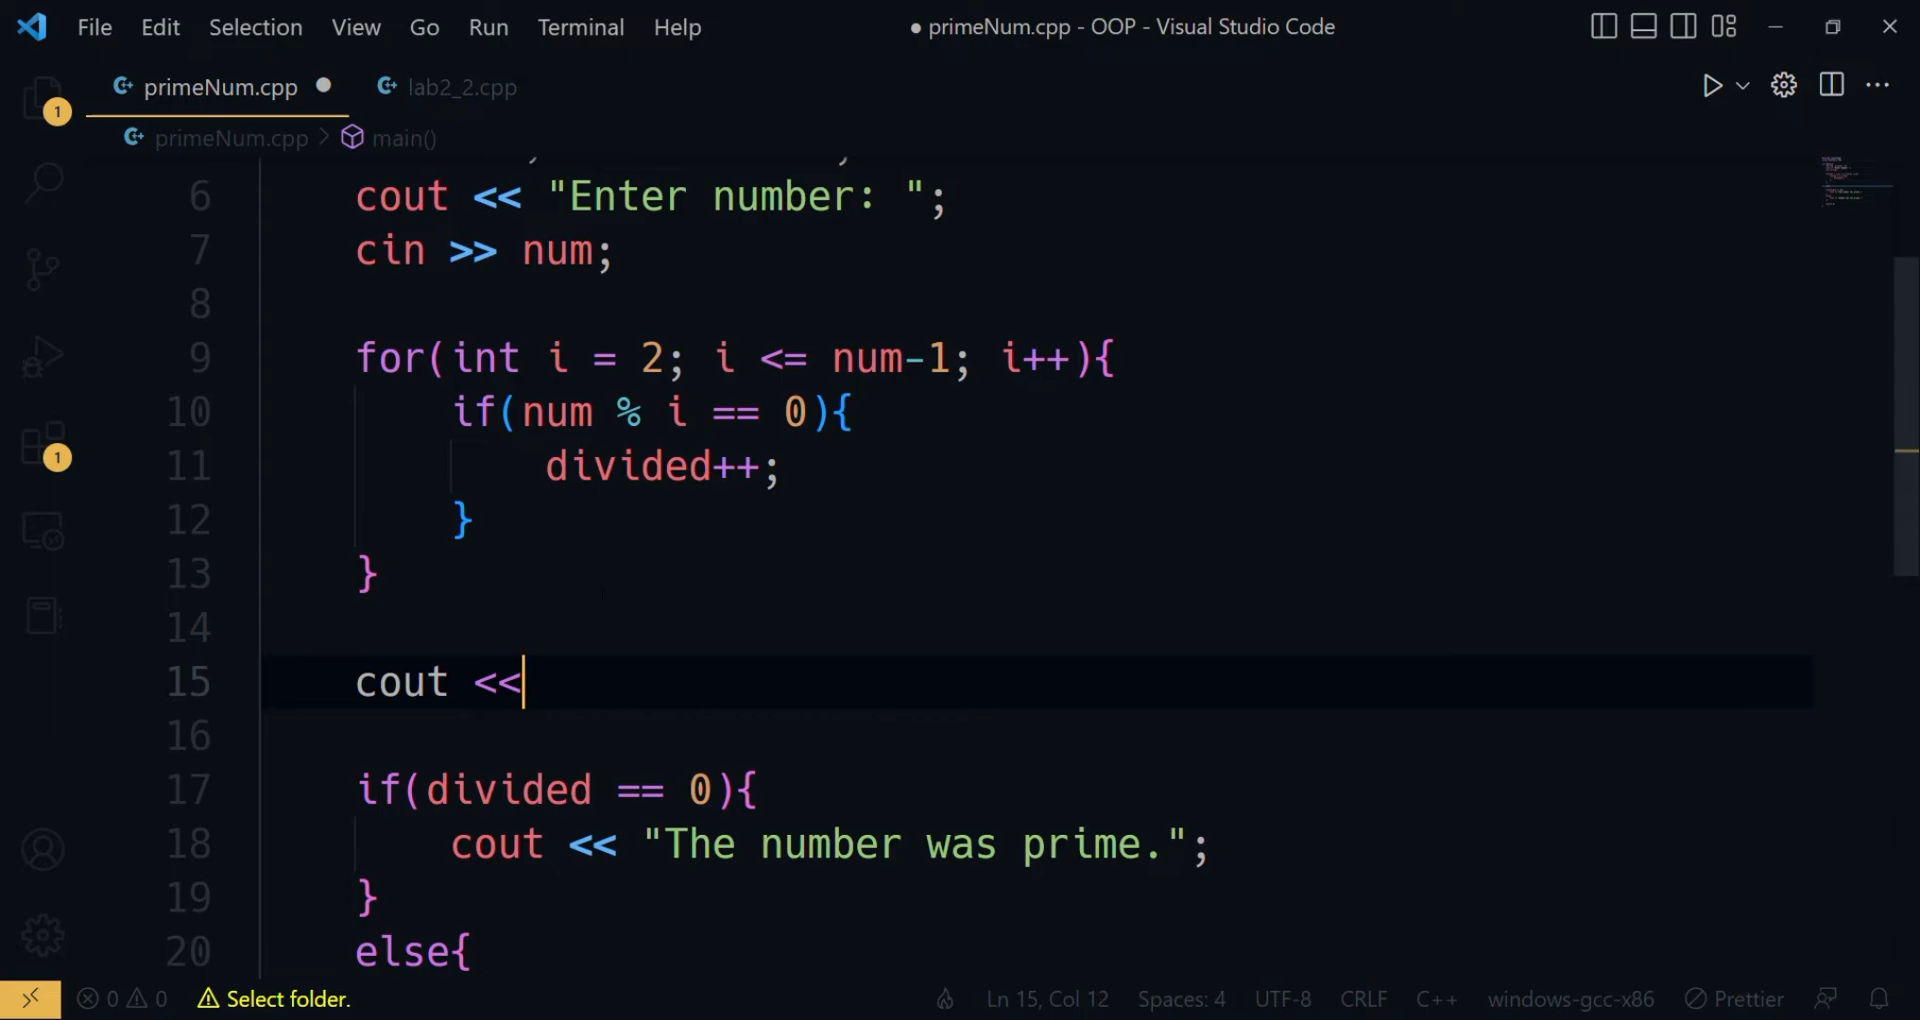 File Edit Selection View Go Run Terminal Help ● primeNum.cpp - OOP - Visual Studio Code
primeNum.cpp ● lab2_2.cpp
primeNum.cpp > main()
1
6 cout << "Enter number: ";
7 cin >> num;
8
9 for(int i = 2; i <= num-1; i++){
10 if(num % i == 0){
11 divided++;
1
12 }
13 }
14
15 cout <<
16
17 if(divided == 0){
18 cout << "The number was prime.";
19 }
20 else{
0 0 Select folder. Ln 15, Col 12 Spaces: 4 UTF-8 CRLF C++ windows-gcc-x86 Prettier